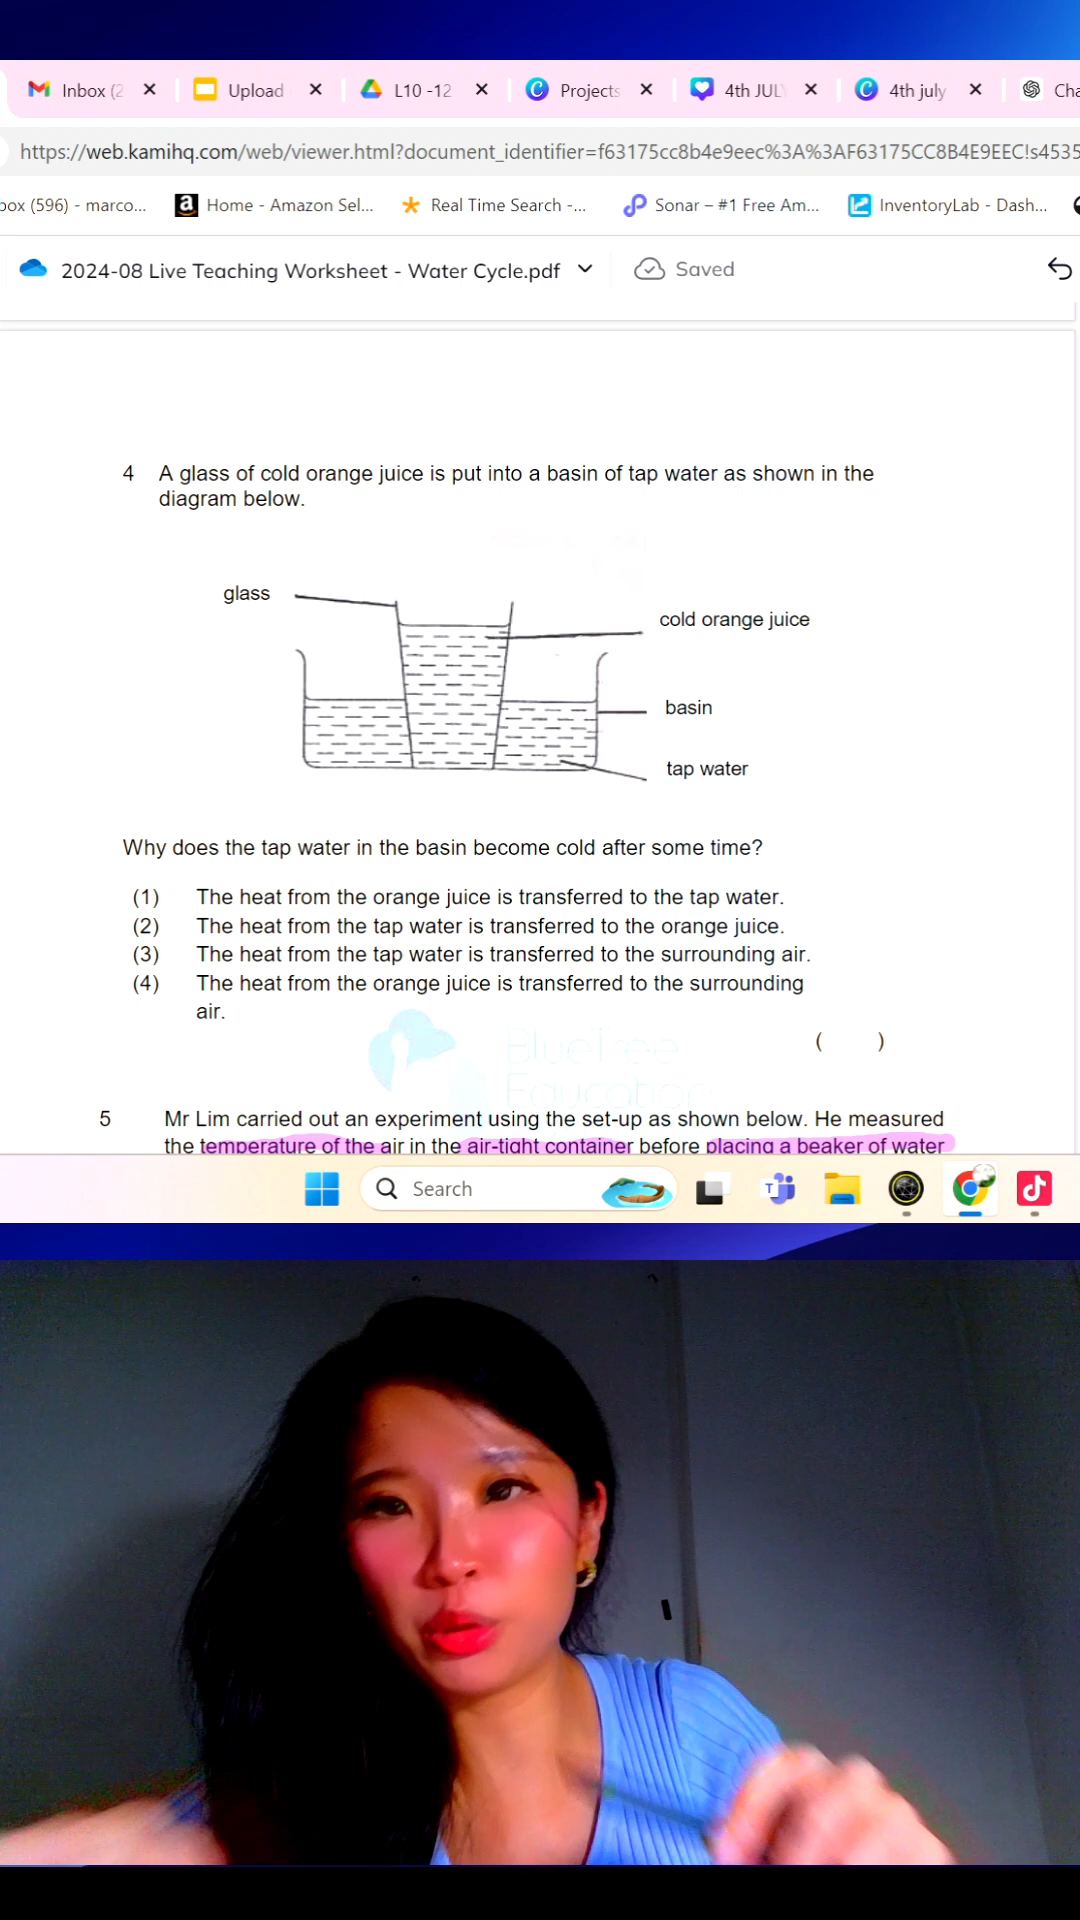 Inbox (2
Upload
L10 -12
Projects
4th JUL
4th july
Cha
https://web.kamihq.com/web/viewer.html?document_identifier=f63175cc8b4e9eec%3A%3AF63175CC8B4E9EEC!s4535
box (596) - marco...
Home - Amazon Sel...
Real Time Search -...
Sonar – #1 Free Am...
InventoryLab - Dash...
2024-08 Live Teaching Worksheet - Water Cycle.pdf
Saved
4 A glass of cold orange juice is put into a basin of tap water as shown in the
diagram below.
glass
cold orange juice
basin
tap water
Why does the tap water in the basin become cold after some time?
(1) The heat from the orange juice is transferred to the tap water.
(2) The heat from the tap water is transferred to the orange juice.
(3) The heat from the tap water is transferred to the surrounding air.
(4) The heat from the orange juice is transferred to the surrounding
air.
( )
BlueTree
Education
5 Mr Lim carried out an experiment using the set-up as shown below. He measured
the temperature of the air in the air-tight container before placing a beaker of water
Search